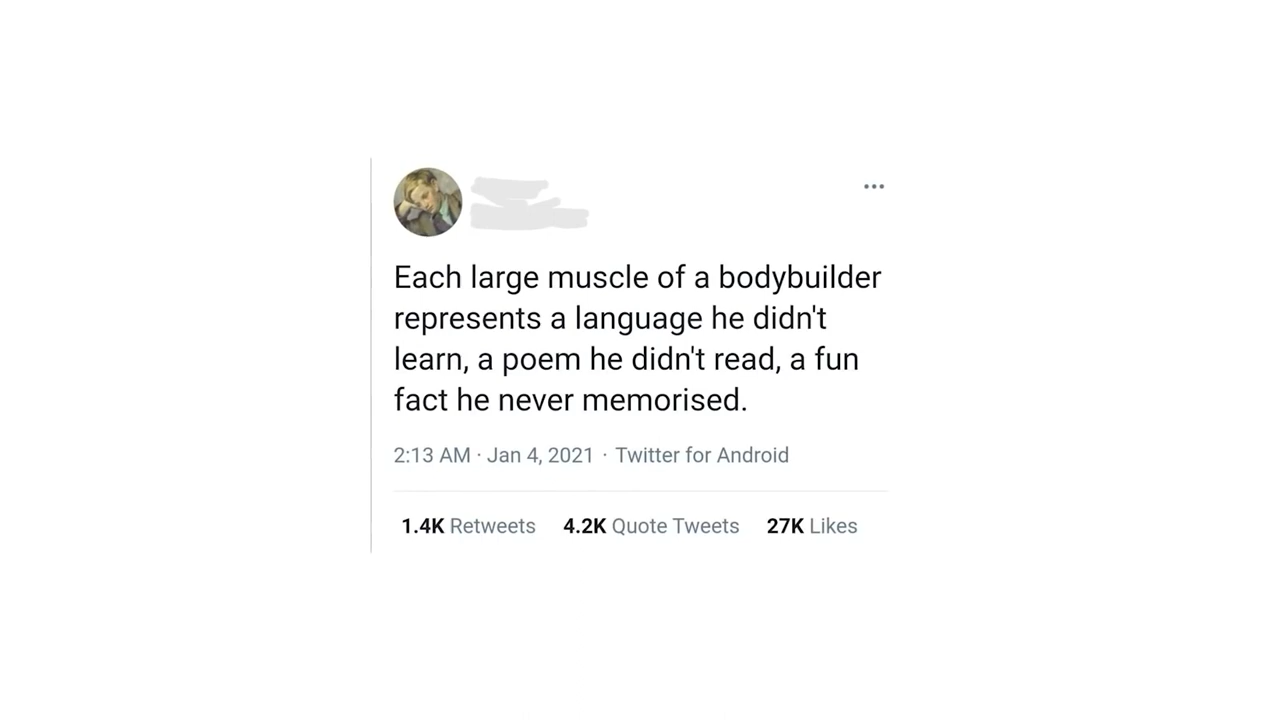 Each large muscle of a bodybuilder
represents a language he didn't
learn, a poem he didn't read, a fun
fact he never memorised.
2:13 AM · Jan 4, 2021 · Twitter for Android
1.4K Retweets 4.2K Quote Tweets 27K Likes